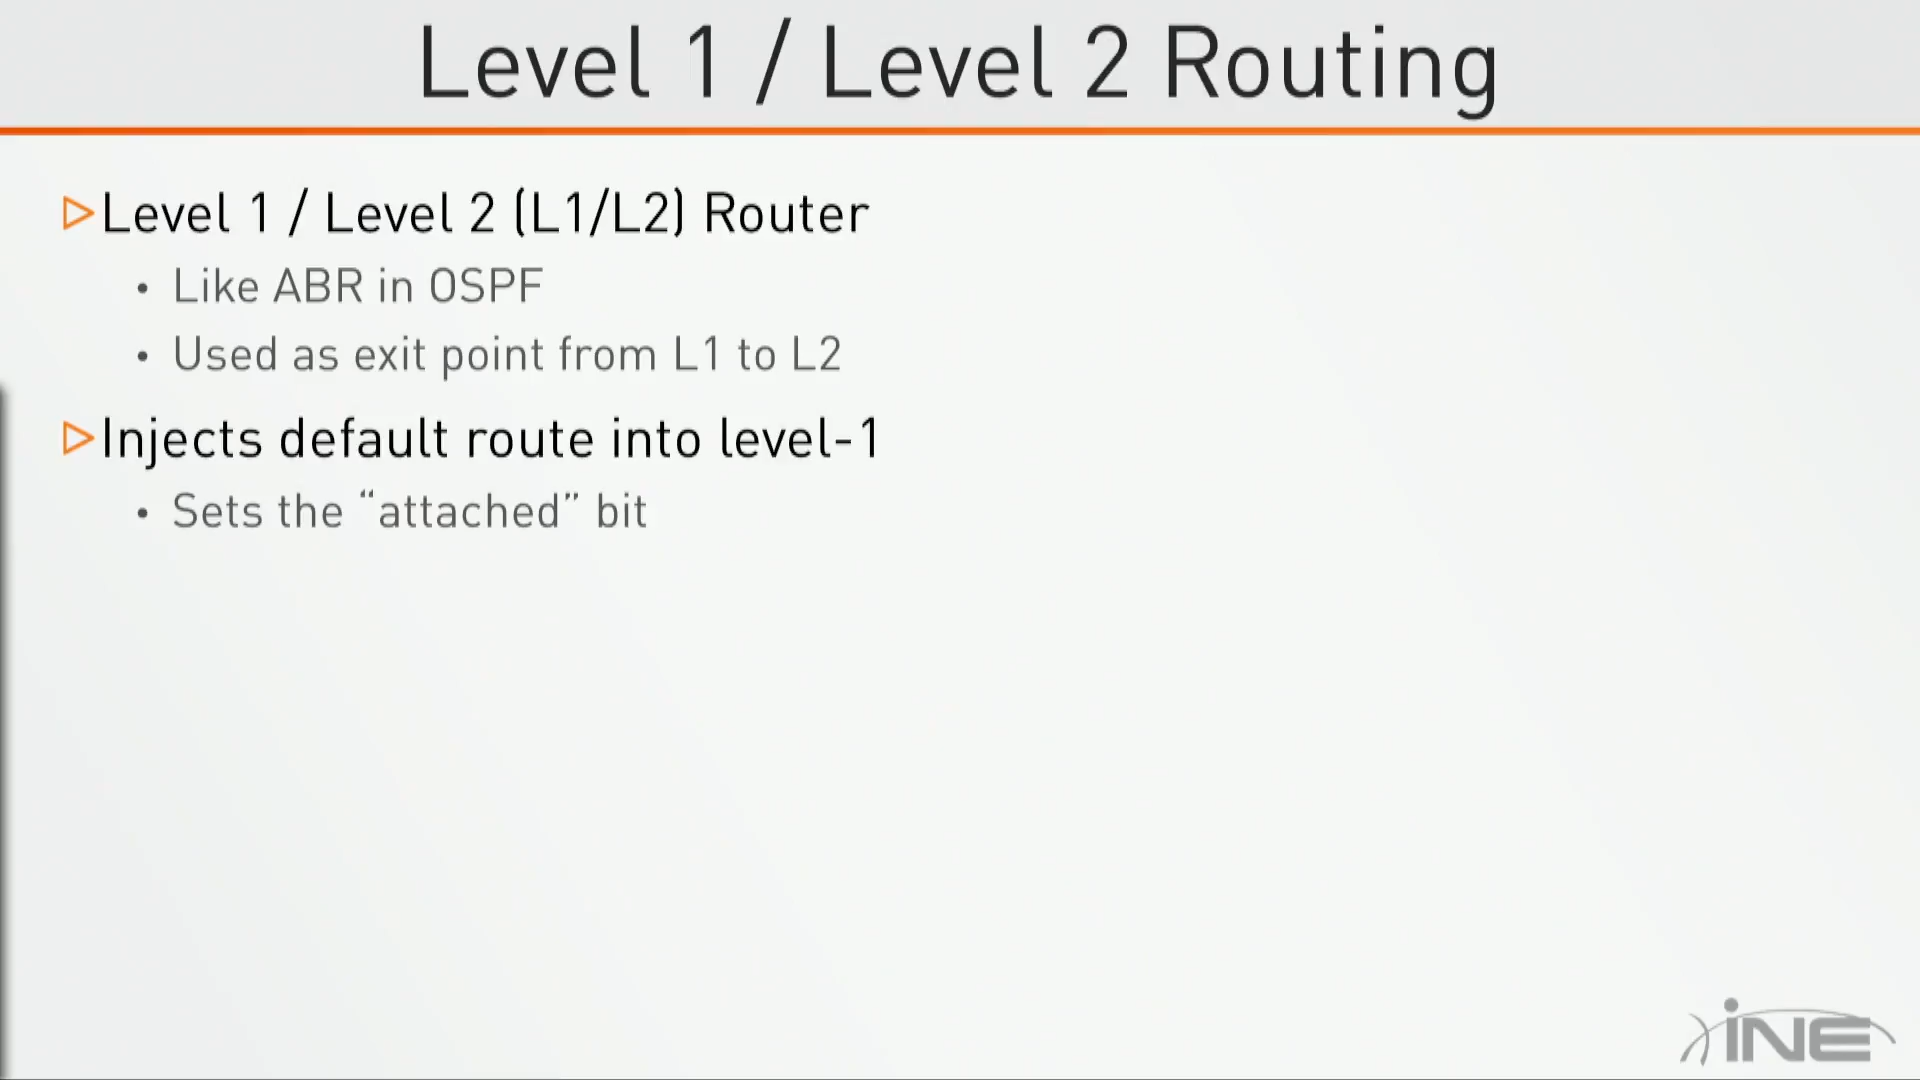 Level 1 / Level 2 Routing
Level 1 / Level 2 (L1/L2) Router
• Like ABR in OSPF
• Used as exit point from L1 to L2
Injects default route into level-1
• Sets the “attached” bit
iNE